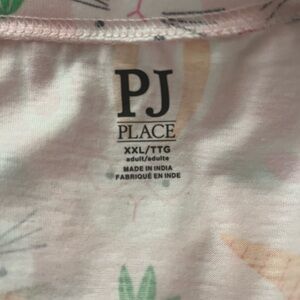 PJ
PLACE
XXL/TTG
adult/adulte
MADE IN INDIA
FABRIQUÉ EN INDE